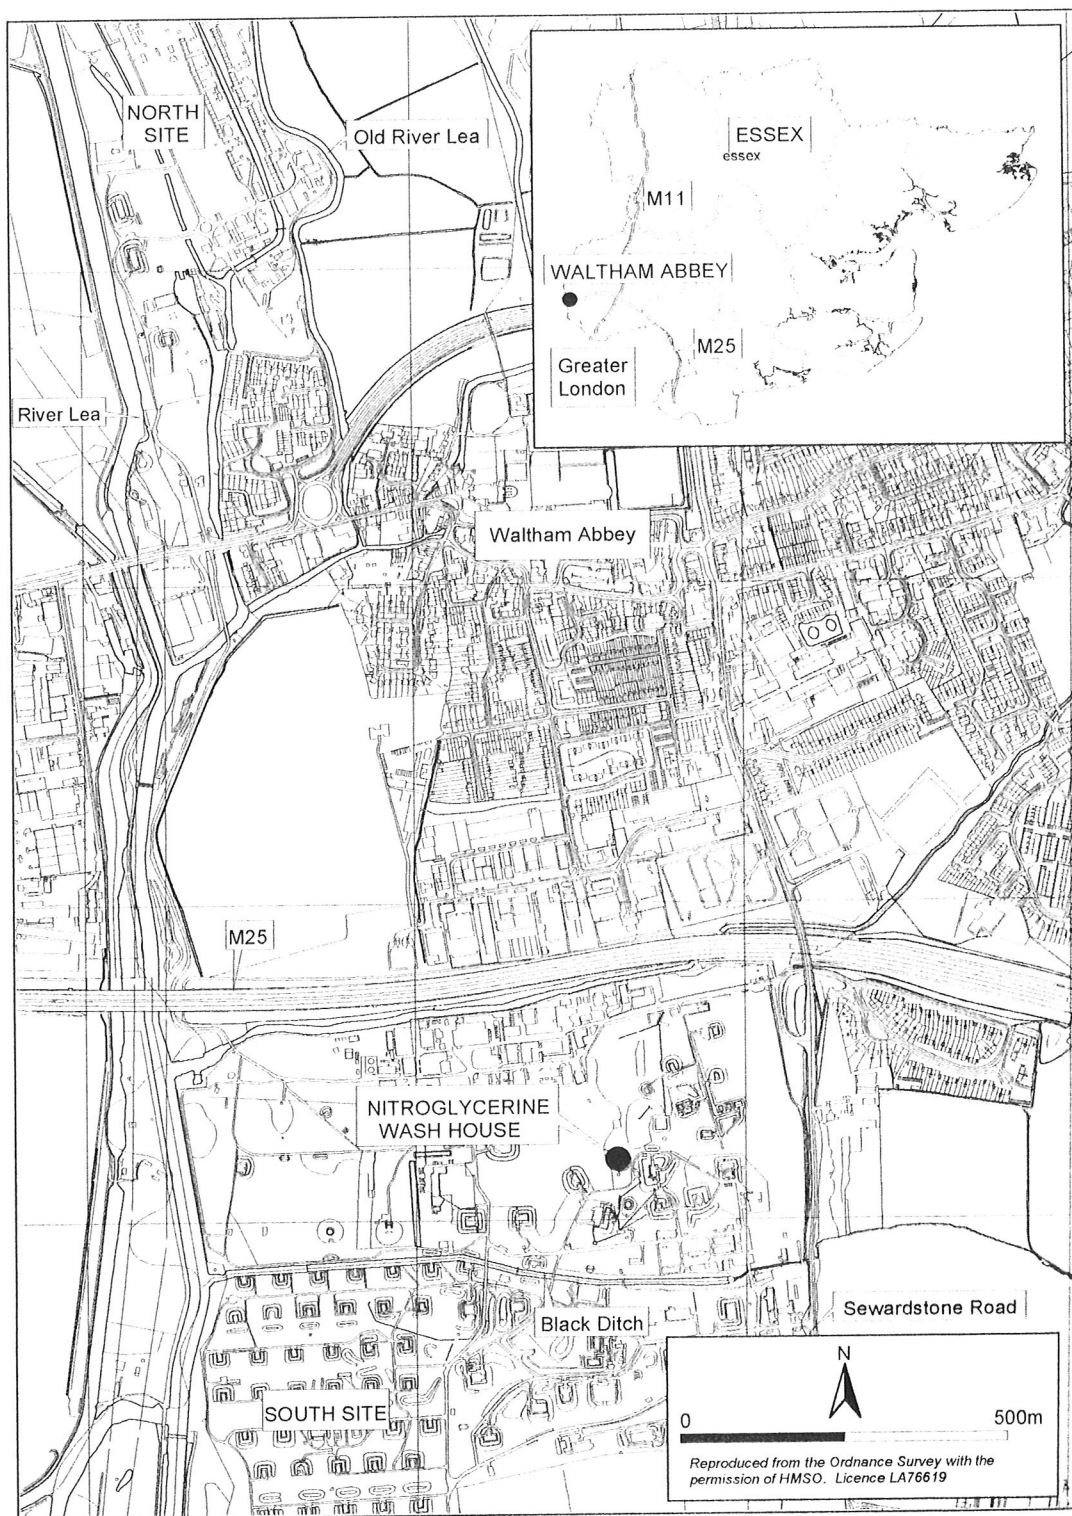 NORTH
SITE
Old River Lea
ESSEX
essex
M11
WALTHAM ABBEY
M25
Greater
London
River Lea
Waltham Abbey
M25
NITROGLYCERINE
WASH HOUSE
Black Ditch
Sewardstone Road
SOUTH SITE
N
0
500m
Reproduced from the Ordnance Survey with the
permission of HMSO. Licence LA76619